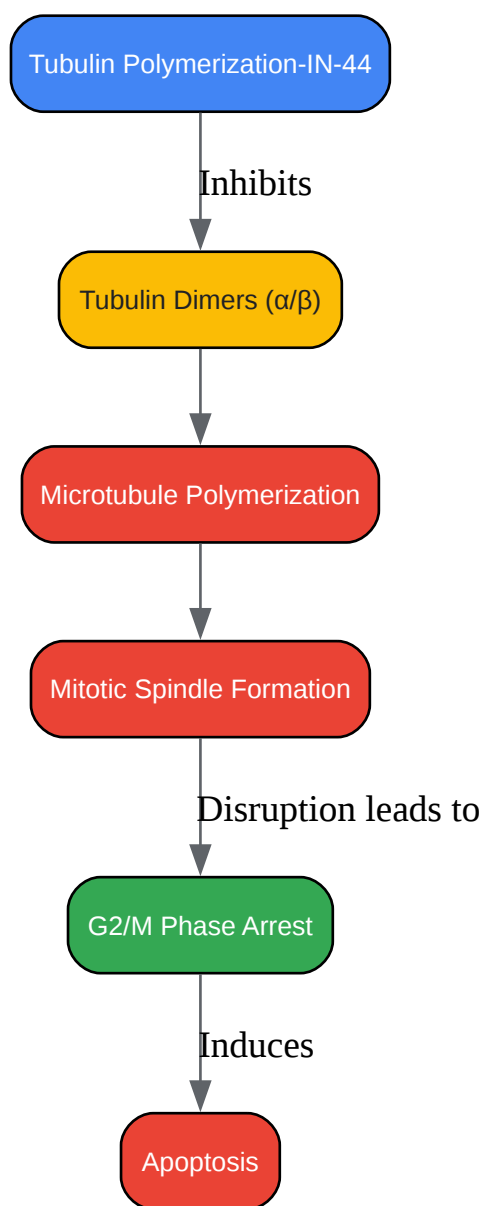 Tubulin Polymerization-IN-44
Inhibits
Tubulin Dimers (α/β)
Microtubule Polymerization
Mitotic Spindle Formation
Disruption leads to
G2/M Phase Arrest
Induces
Apoptosis